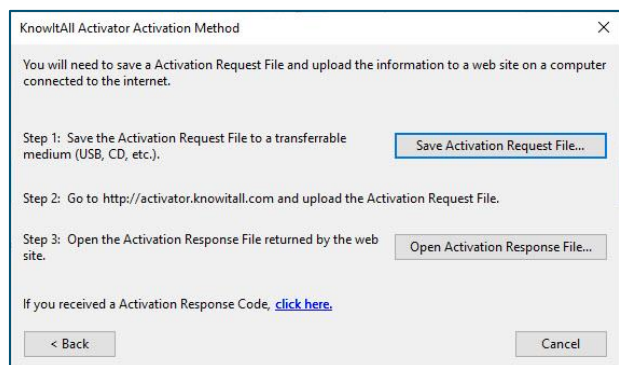 KnowItAll Activator Activation Method
You will need to save a Activation Request File and upload the information to a web site on a computer
connected to the internet.
Step 1: Save the Activation Request File to a transferrable
medium (USB, CD, etc.).
Save Activation Request File...
Step 2: Go to http://activator.knowitall.com and upload the Activation Request File.
Step 3: Open the Activation Response File returned by the web
site.
Open Activation Response File...
If you received a Activation Response Code, click here.
< Back
Cancel